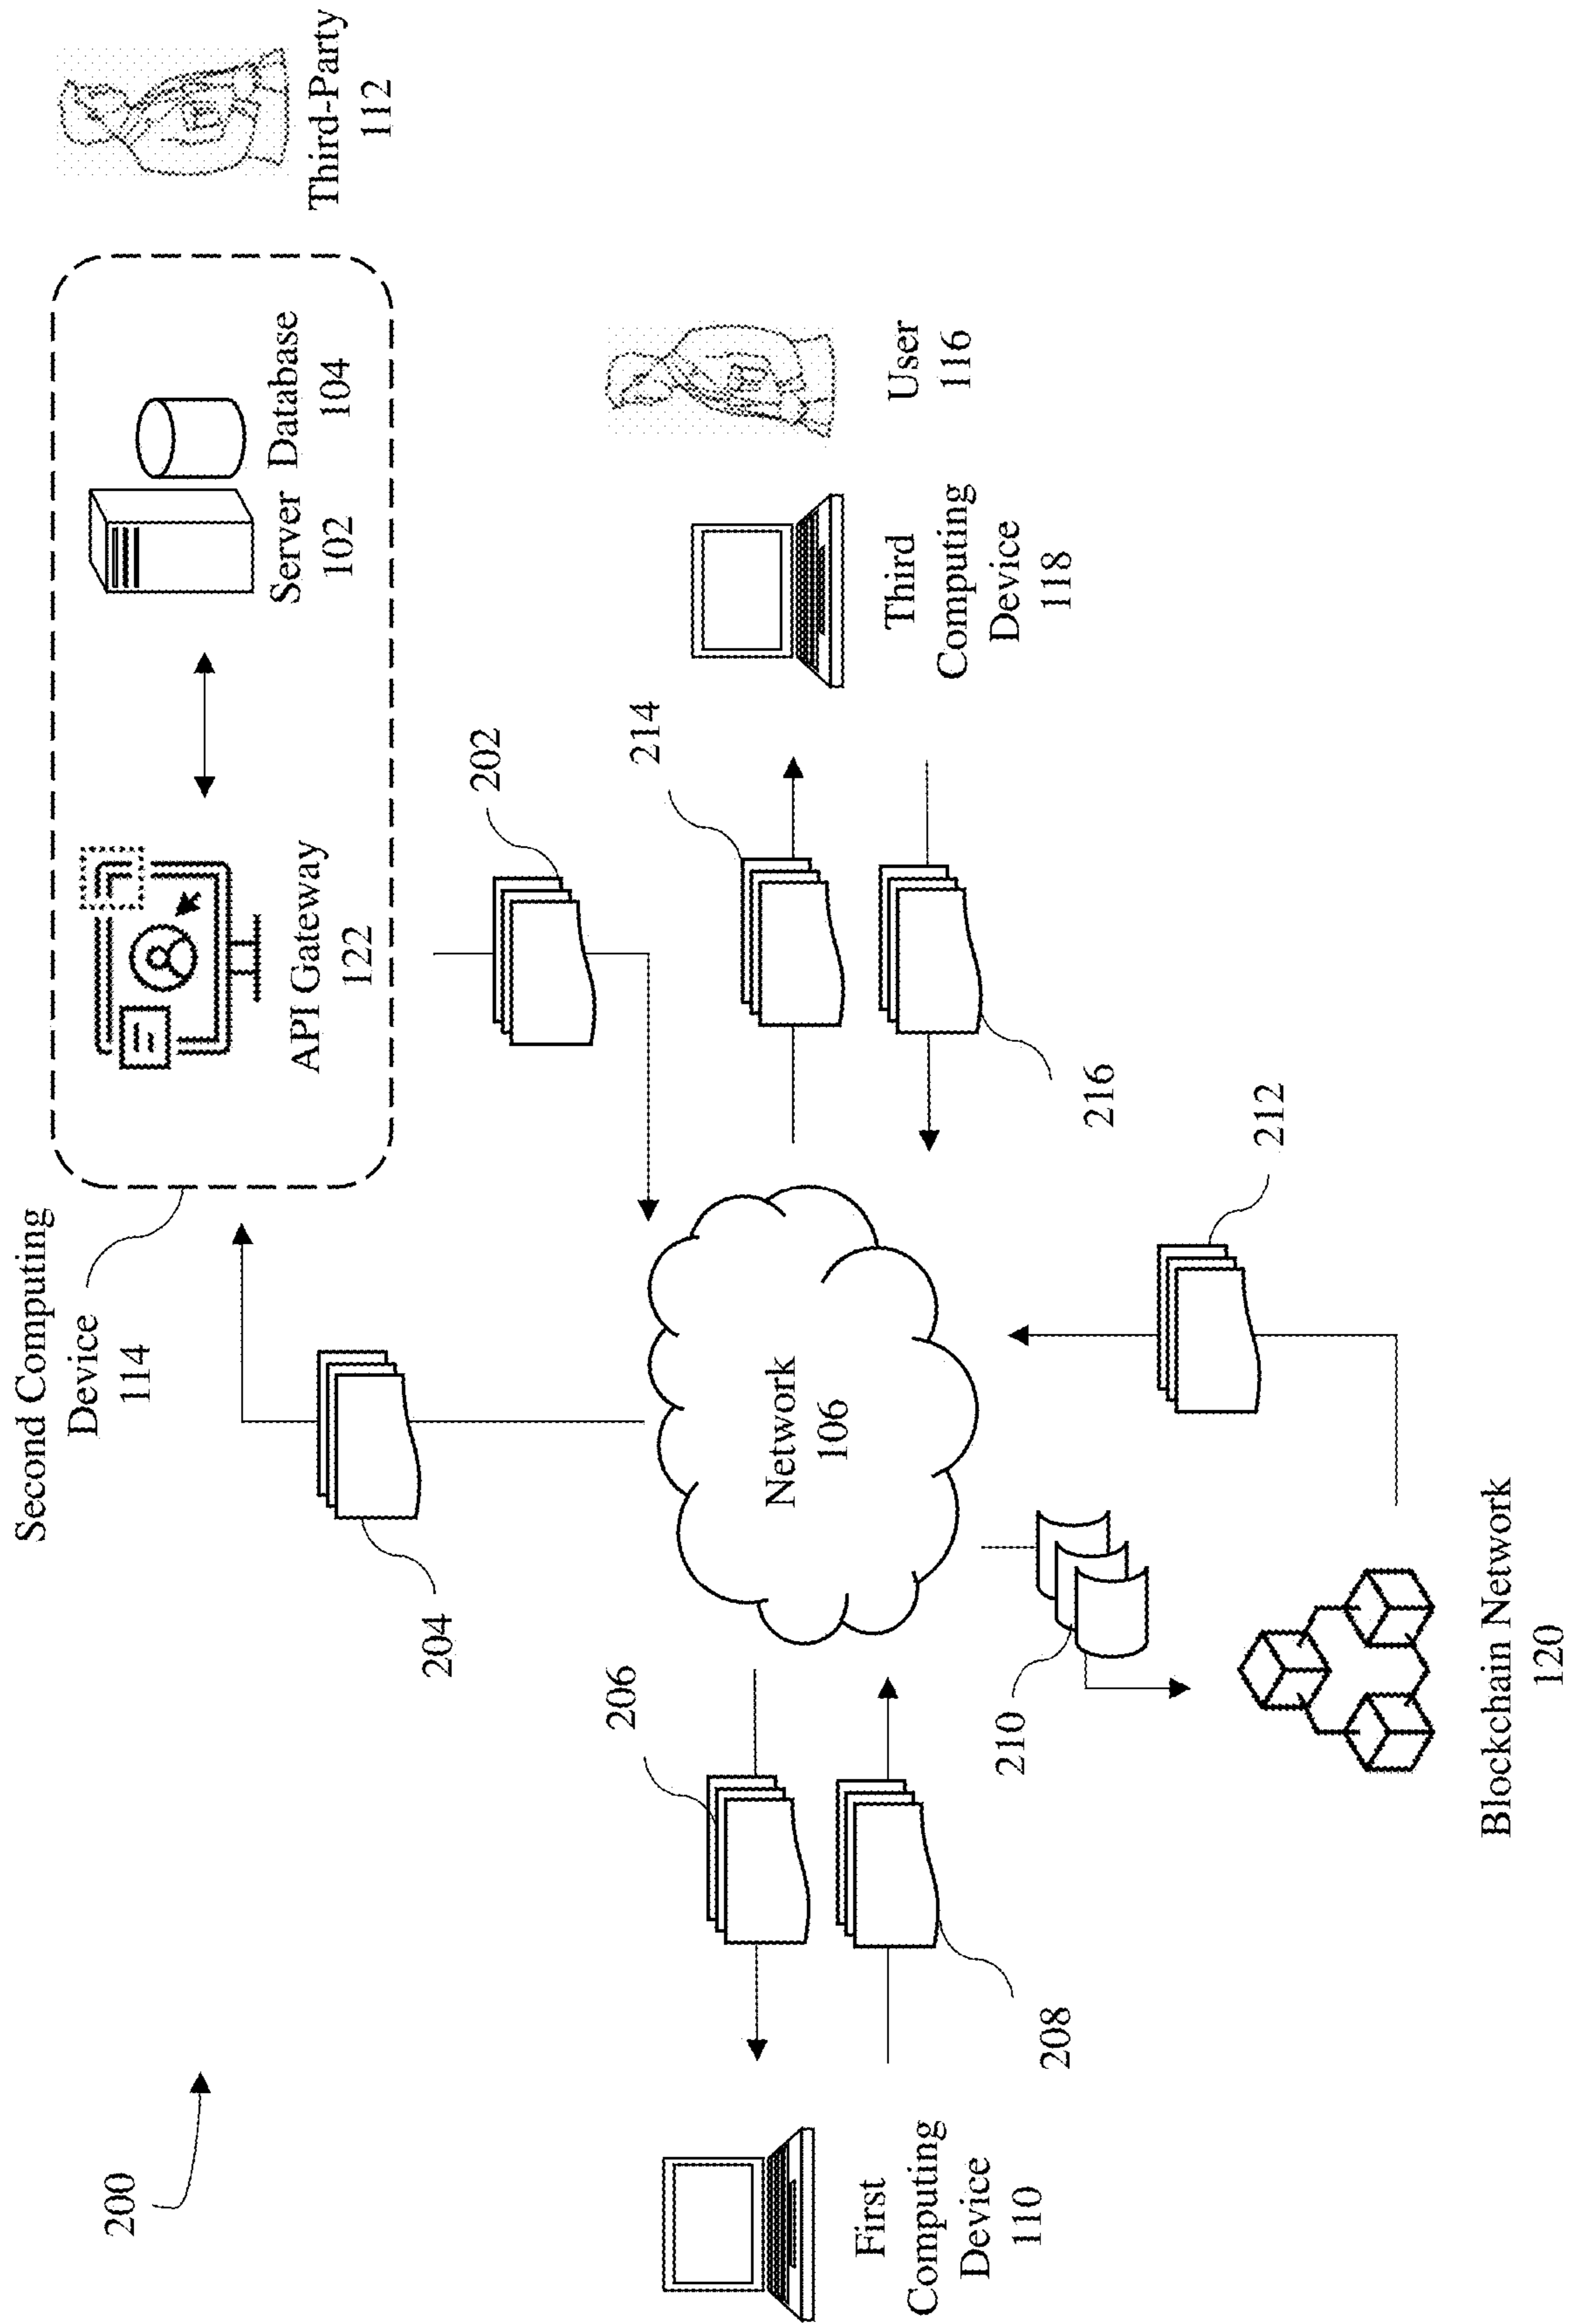 200
Second Computing
Device
114
API Gateway
122
Server
102
Database
104
Third-Party
112
204
202
206
Network
106
214
Third
Computing
Device
118
User
116
First
Computing
Device
110
208
210
216
212
Blockchain Network
120